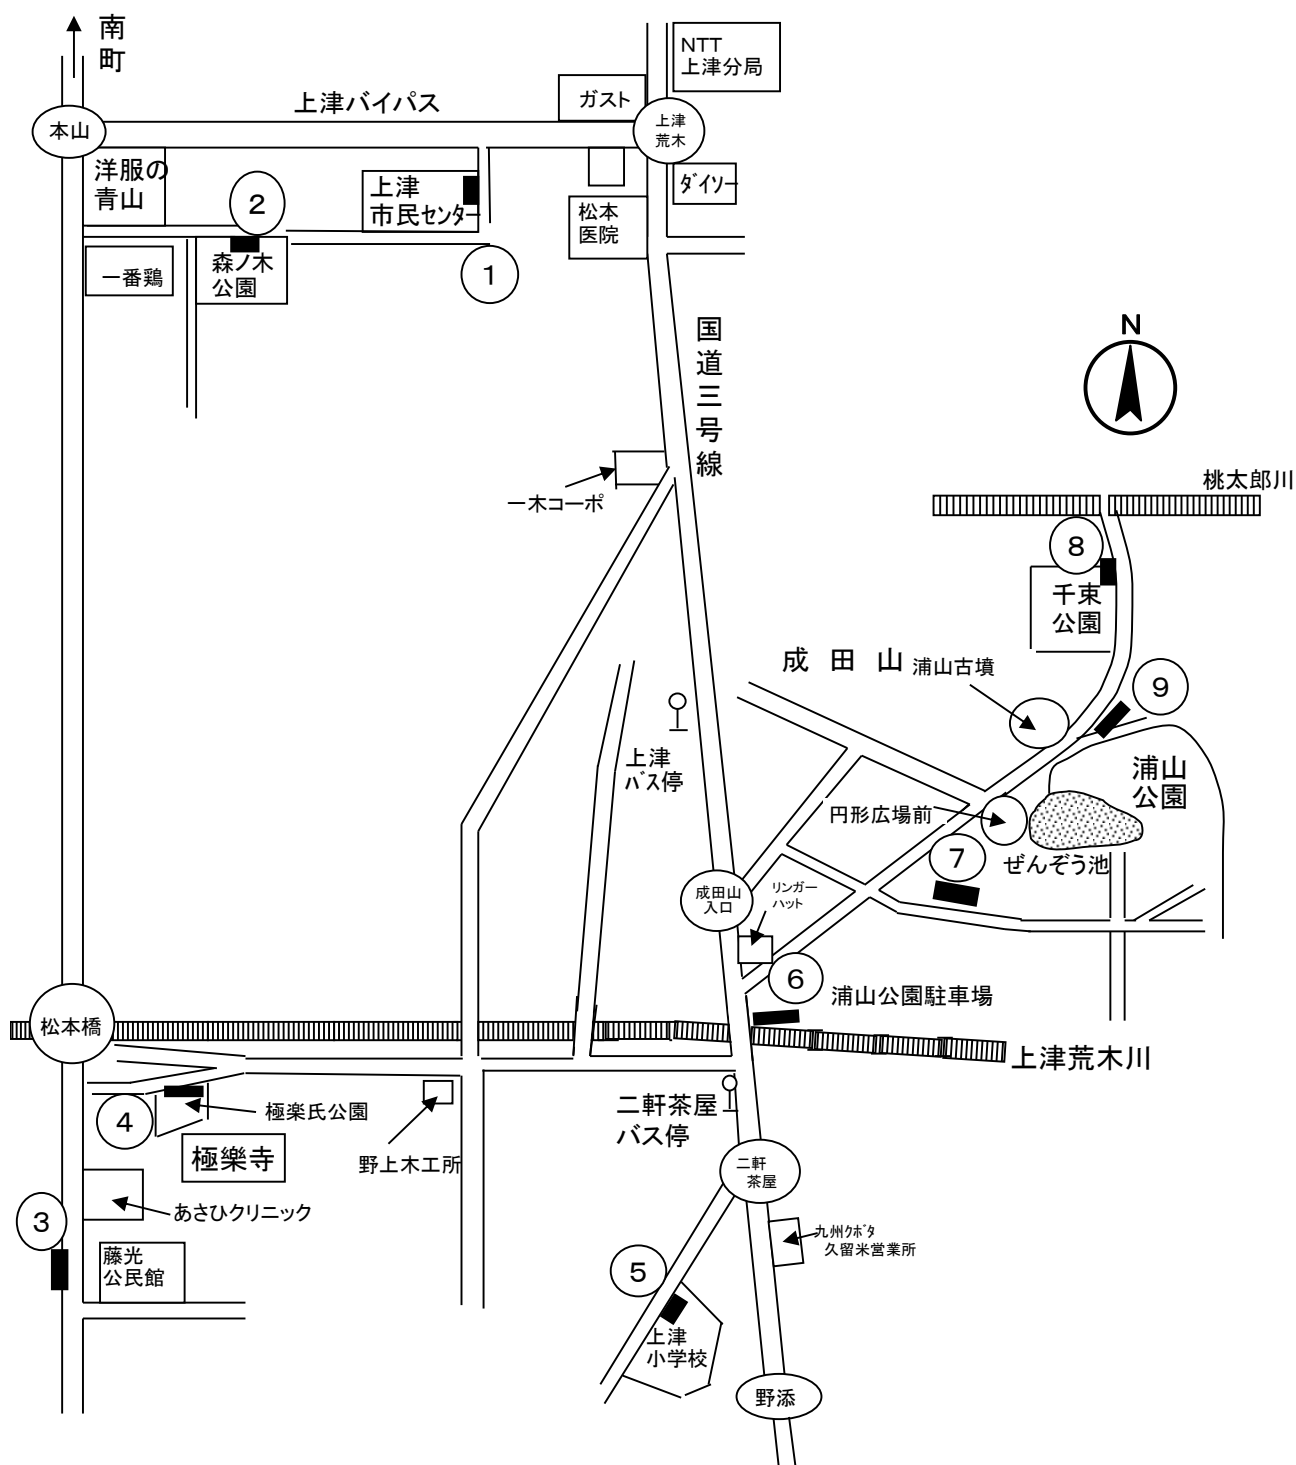 南
町
NTT
上津分局
ガスト
上津バイパス
本山
上津
荒木
洋服の
青山
②
上津
市民センター
松本
医院
ダイソー
一番鶏
森ノ木
公園
①
国
道
三
号
線
N
一木コーポ
桃太郎川
⑧
千束
公園
成田山
浦山古墳
⑨
上津
バス停
浦山
公園
円形広場前
⑦
ぜんぞう池
成田山
入口
リンガー
ハット
⑥
浦山公園駐車場
松本橋
上津荒木川
④
極楽氏公園
二軒茶屋
バス停
極樂寺
野上木工所
二軒
茶屋
③
あさひクリニック
藤光
公民館
⑤
九州クボタ
久留米営業所
上津
小学校
野添